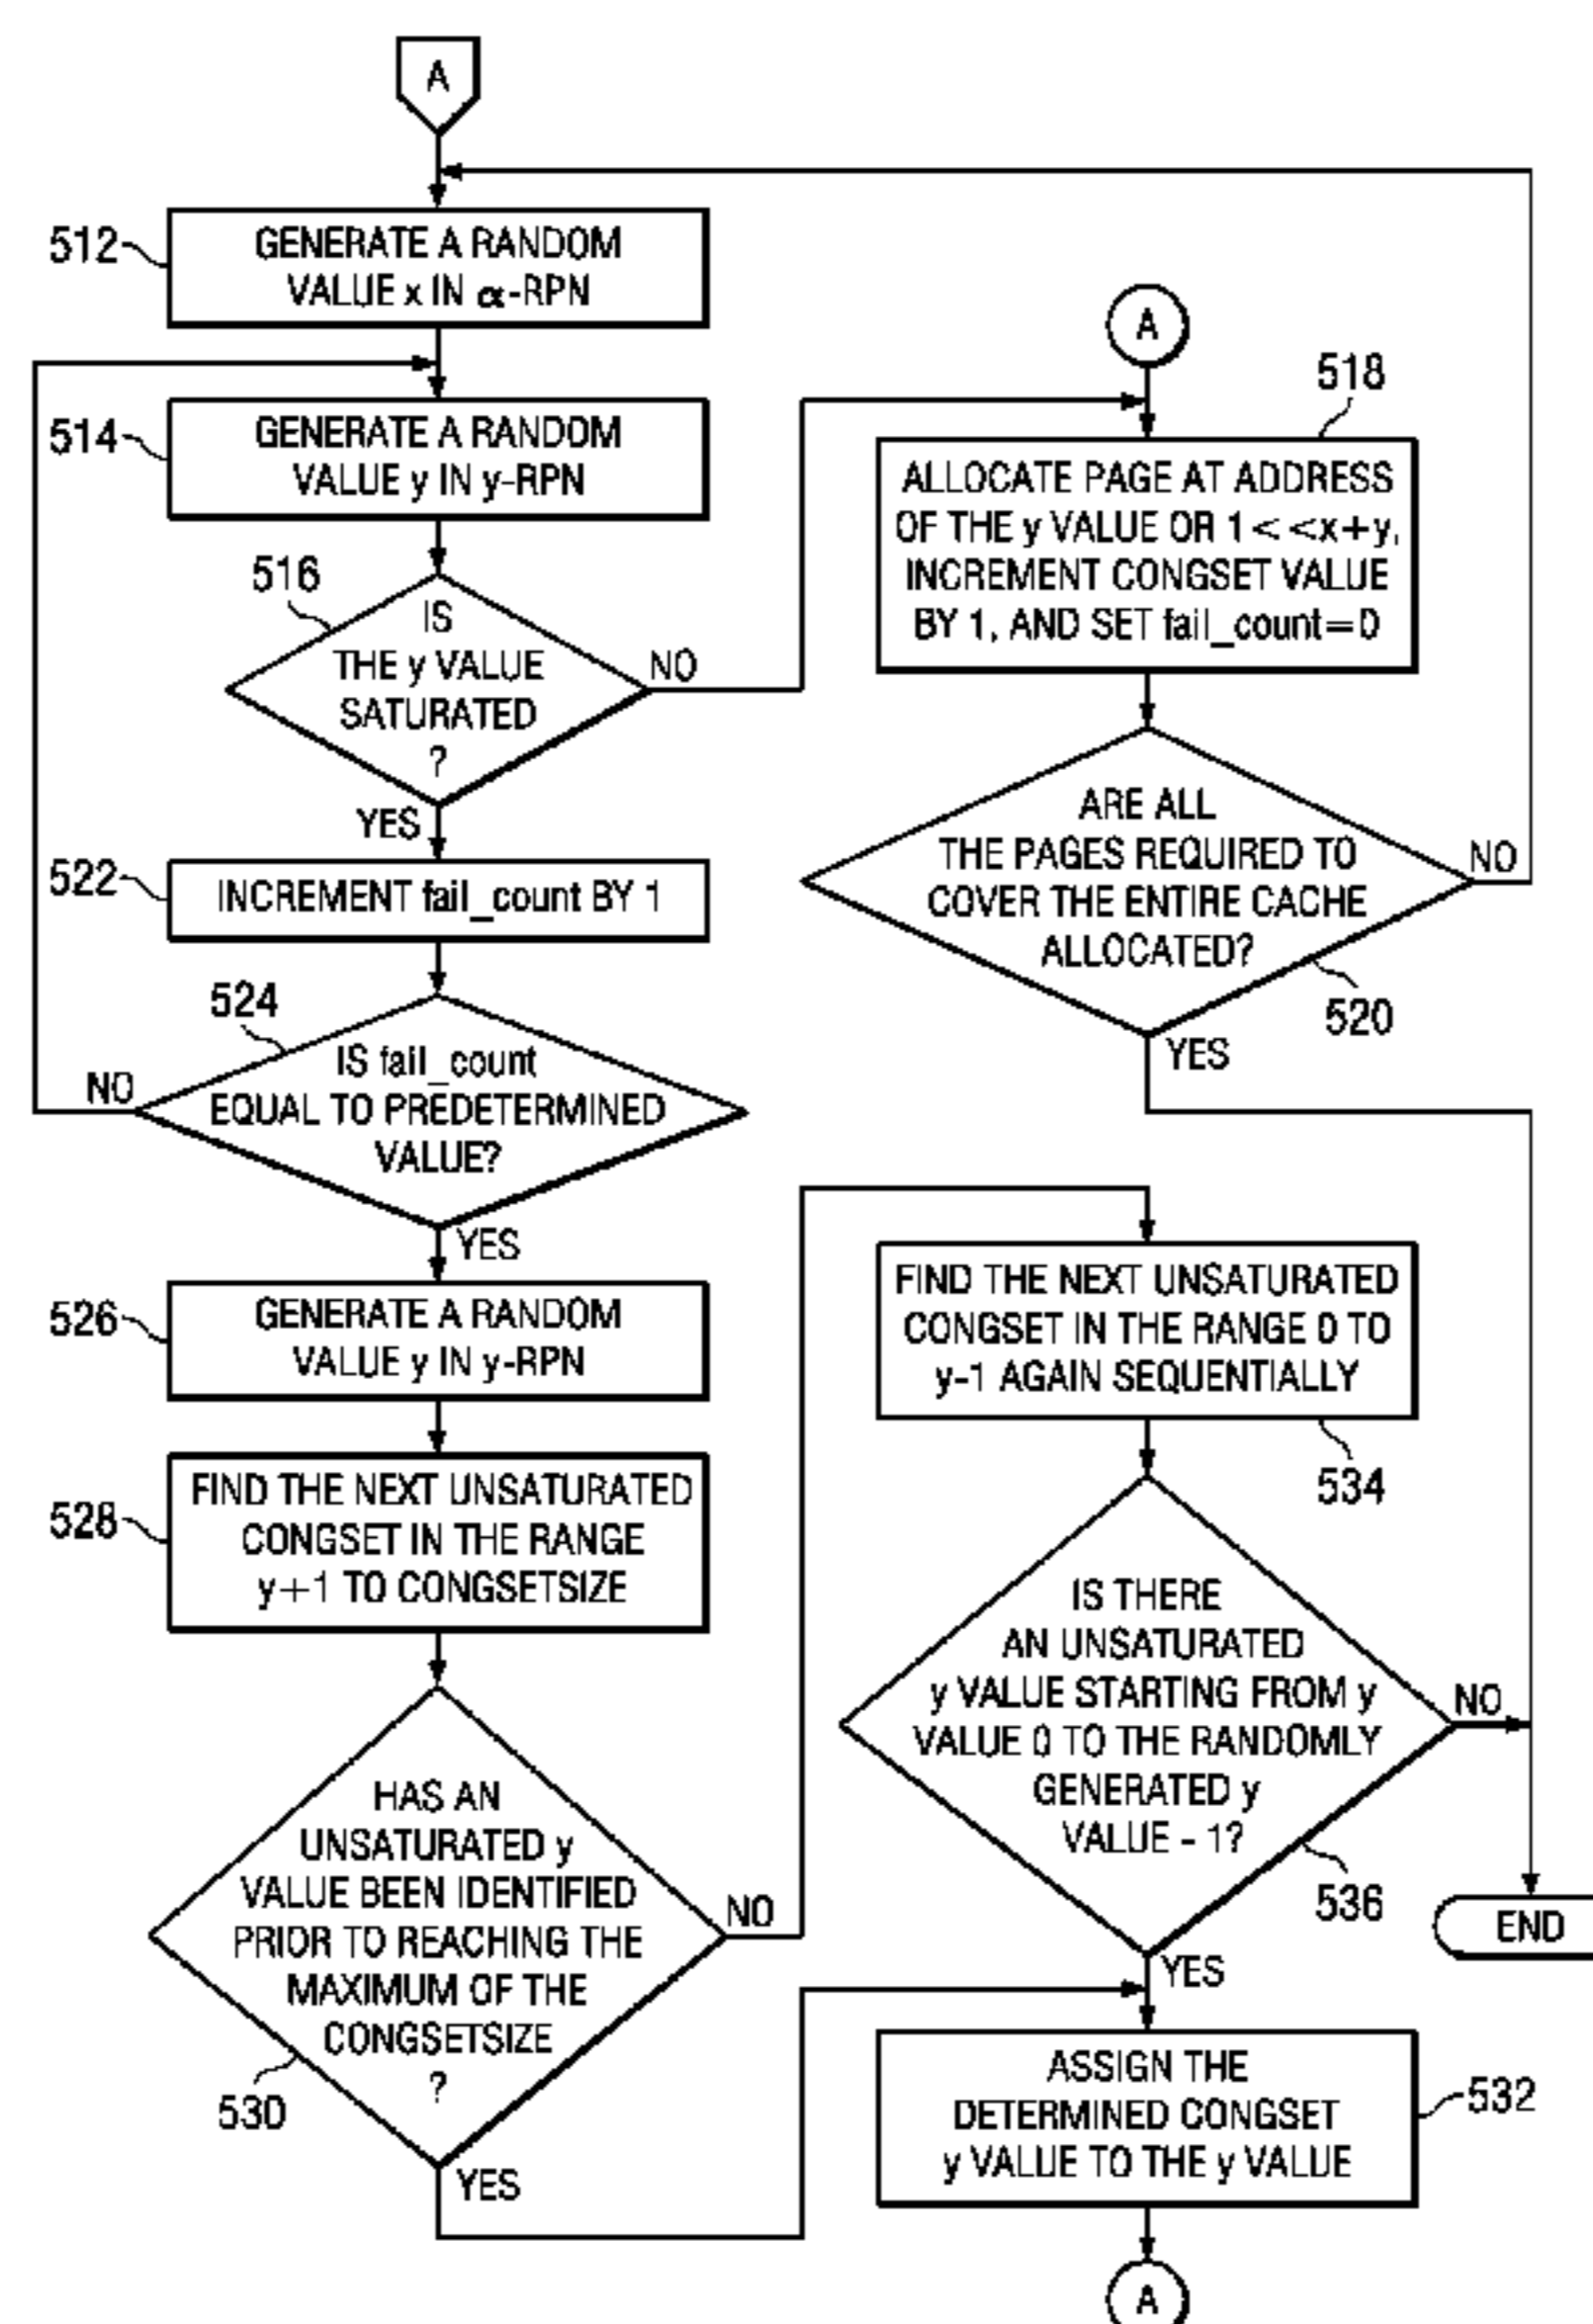 A
512
GENERATE A RANDOM
VALUE x IN α-RPN
514
GENERATE A RANDOM
VALUE y IN y-RPN
516
IS
THE y VALUE
SATURATED
?
NO
YES
A
518
ALLOCATE PAGE AT ADDRESS
OF THE y VALUE OR 1<<x+y,
INCREMENT CONGSET VALUE
BY 1, AND SET fail_count=0
ARE ALL
THE PAGES REQUIRED TO
COVER THE ENTIRE CACHE
ALLOCATED?
NO
520
YES
522
INCREMENT fail_count BY 1
524
IS fail_count
EQUAL TO PREDETERMINED
VALUE?
NO
YES
526
GENERATE A RANDOM
VALUE y IN y-RPN
528
FIND THE NEXT UNSATURATED
CONGSET IN THE RANGE
y+1 TO CONGSETSIZE
HAS AN
UNSATURATED y
VALUE BEEN IDENTIFIED
PRIOR TO REACHING THE
MAXIMUM OF THE
CONGSETSIZE
?
530
NO
YES
FIND THE NEXT UNSATURATED
CONGSET IN THE RANGE 0 TO
y-1 AGAIN SEQUENTIALLY
534
IS THERE
AN UNSATURATED
y VALUE STARTING FROM y
VALUE 0 TO THE RANDOMLY
GENERATED y
VALUE - 1?
NO
536
YES
END
ASSIGN THE
DETERMINED CONGSET
y VALUE TO THE y VALUE
532
A